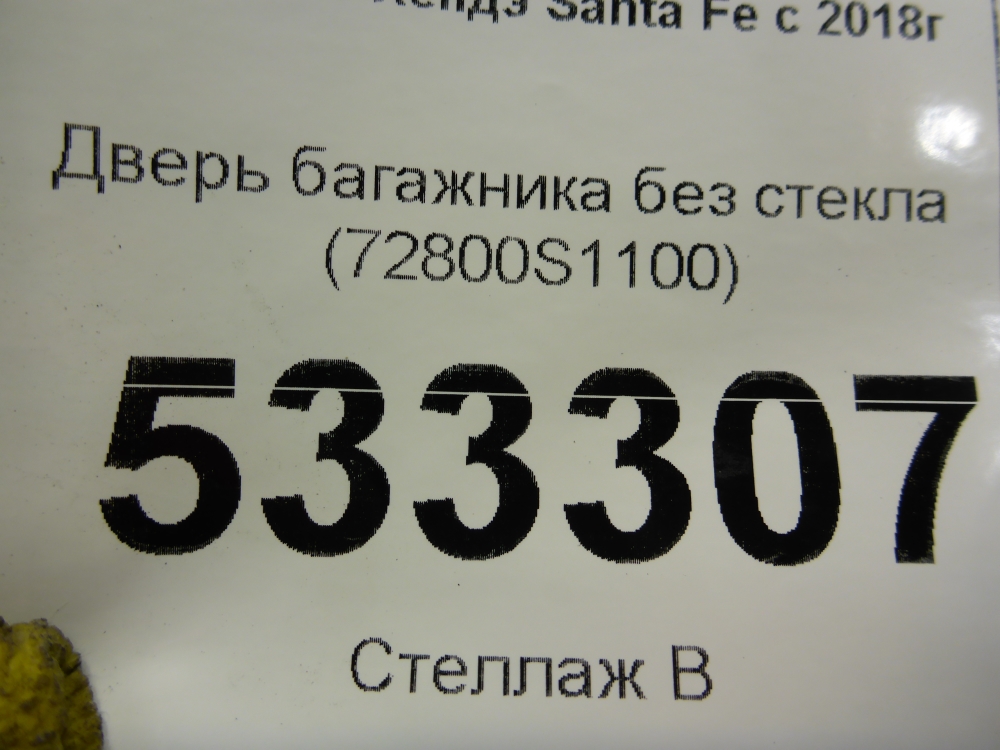 Santa Fe с 2018г
Дверь багажника без стекла
(72800S1100)
533307
Стеллаж В